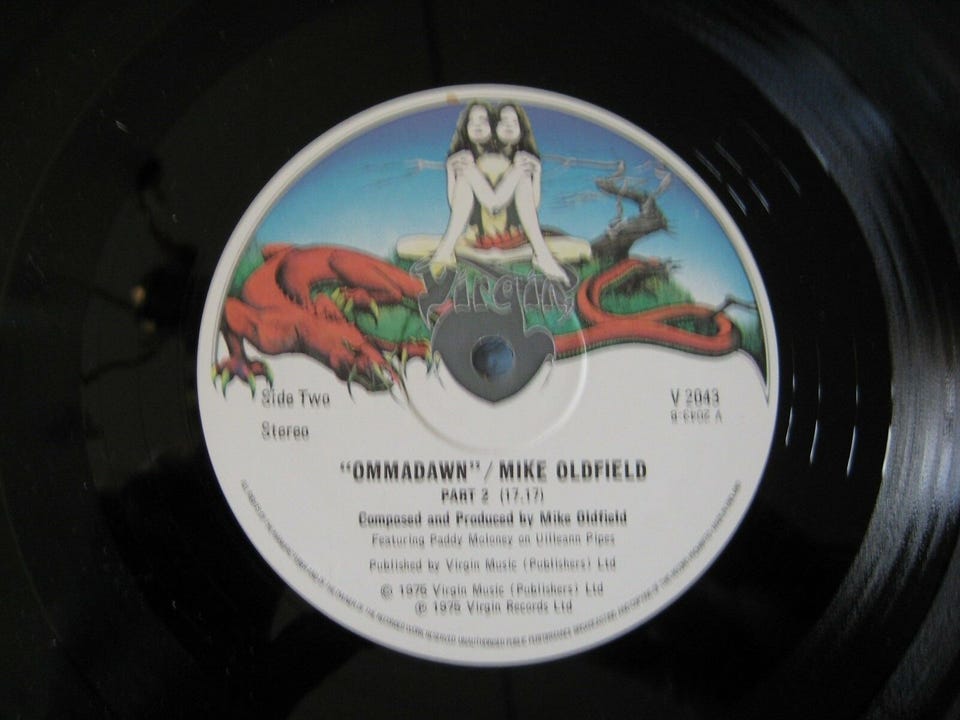 Virgin
Side Two
V 2043
V 2043-B
Stereo
"OMMADAWN" / MIKE OLDFIELD
PART 2 (17.17)
Composed and Produced by Mike Oldfield
Featuring Paddy Moloney on Uilleann Pipes
Published by Virgin Music (Publishers) Ltd
© 1975 Virgin Music (Publishers) Ltd
℗ 1975 Virgin Records Ltd